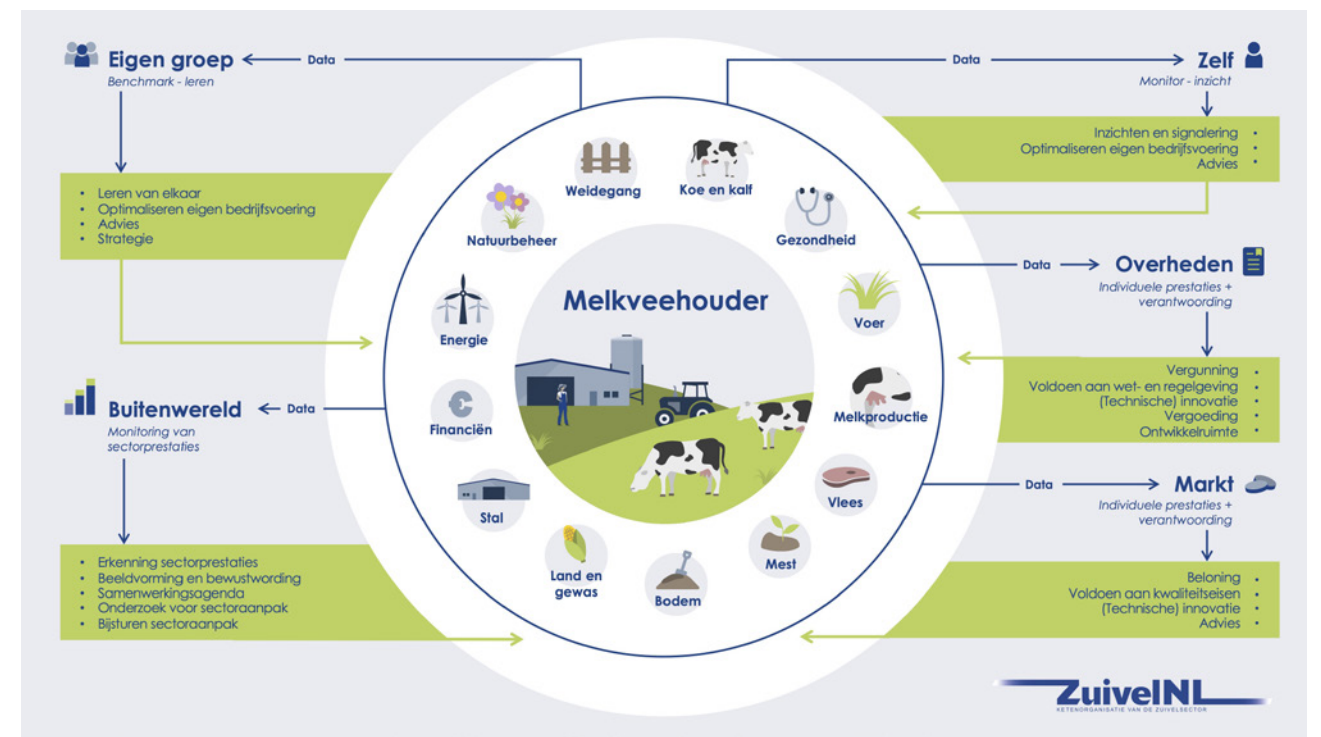 Eigen groep
Benchmark - leren
Data
Leren van elkaar
Optimaliseren eigen bedrijfsvoering
Advies
Strategie
Buitenwereld
Monitoring van
sectorprestaties
Data
Erkenning sectorprestaties
Beeldvorming en bewustwording
Samenwerkingsagenda
Onderzoek voor sectoraanpak
Bijsturen sectoraanpak
Melkveehouder
Weidegang
Koe en kalf
Gezondheid
Voer
Melkproductie
Vlees
Mest
Bodem
Land en
gewas
Stal
Financiën
Energie
Natuurbeheer
Data
Zelf
Monitor - inzicht
Inzichten en signalering
Optimaliseren eigen bedrijfsvoering
Advies
Data
Overheden
Individuele prestaties +
verantwoording
Vergunning
Voldoen aan wet- en regelgeving
(Technische) innovatie
Vergoeding
Ontwikkelruimte
Data
Markt
Individuele prestaties +
verantwoording
Beloning
Voldoen aan kwaliteitseisen
(Technische) innovatie
Advies
ZuivelNL
KETENORGANISATIE VAN DE ZUIVELSECTOR